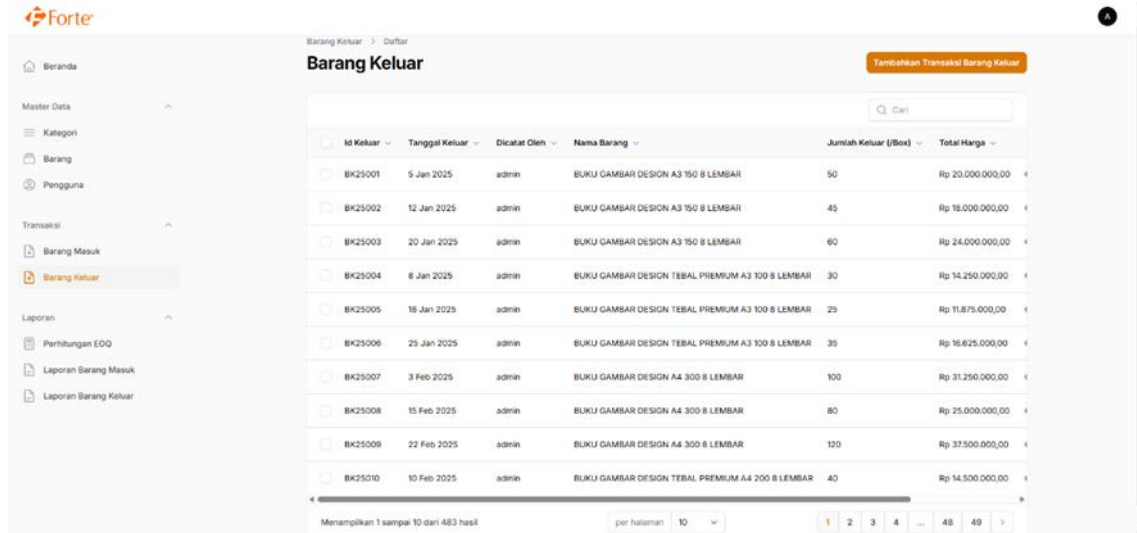 Forte
A
Beranda
Master Data
Kategori
Barang
Pengguna
Transaksi
Barang Masuk
Barang Keluar
Laporan
Perhitungan EOQ
Laporan Barang Masuk
Laporan Barang Keluar
Barang Keluar > Daftar
Barang Keluar
Tambahkan Transaksi Barang Keluar
Cari
Id Keluar Tanggal Keluar Dicatat Oleh Nama Barang Jumlah Keluar (/Box) Total Harga
BK25001 5 Jan 2025 admin BUKU GAMBAR DESIGN A3 150 8 LEMBAR 50 Rp 20.000.000,00
BK25002 12 Jan 2025 admin BUKU GAMBAR DESIGN A3 150 8 LEMBAR 45 Rp 18.000.000,00
BK25003 20 Jan 2025 admin BUKU GAMBAR DESIGN A3 150 8 LEMBAR 60 Rp 24.000.000,00
BK25004 8 Jan 2025 admin BUKU GAMBAR DESIGN TEBAL PREMIUM A3 100 8 LEMBAR 30 Rp 14.250.000,00
BK25005 18 Jan 2025 admin BUKU GAMBAR DESIGN TEBAL PREMIUM A3 100 8 LEMBAR 25 Rp 11.875.000,00
BK25006 25 Jan 2025 admin BUKU GAMBAR DESIGN TEBAL PREMIUM A3 100 8 LEMBAR 35 Rp 16.625.000,00
BK25007 3 Feb 2025 admin BUKU GAMBAR DESIGN A4 300 8 LEMBAR 100 Rp 31.250.000,00
BK25008 15 Feb 2025 admin BUKU GAMBAR DESIGN A4 300 8 LEMBAR 80 Rp 25.000.000,00
BK25009 22 Feb 2025 admin BUKU GAMBAR DESIGN A4 300 8 LEMBAR 120 Rp 37.500.000,00
BK25010 10 Feb 2025 admin BUKU GAMBAR DESIGN TEBAL PREMIUM A4 200 8 LEMBAR 40 Rp 14.500.000,00
Menampilkan 1 sampai 10 dari 483 hasil per halaman 10 1 2 3 4 ... 48 49 >